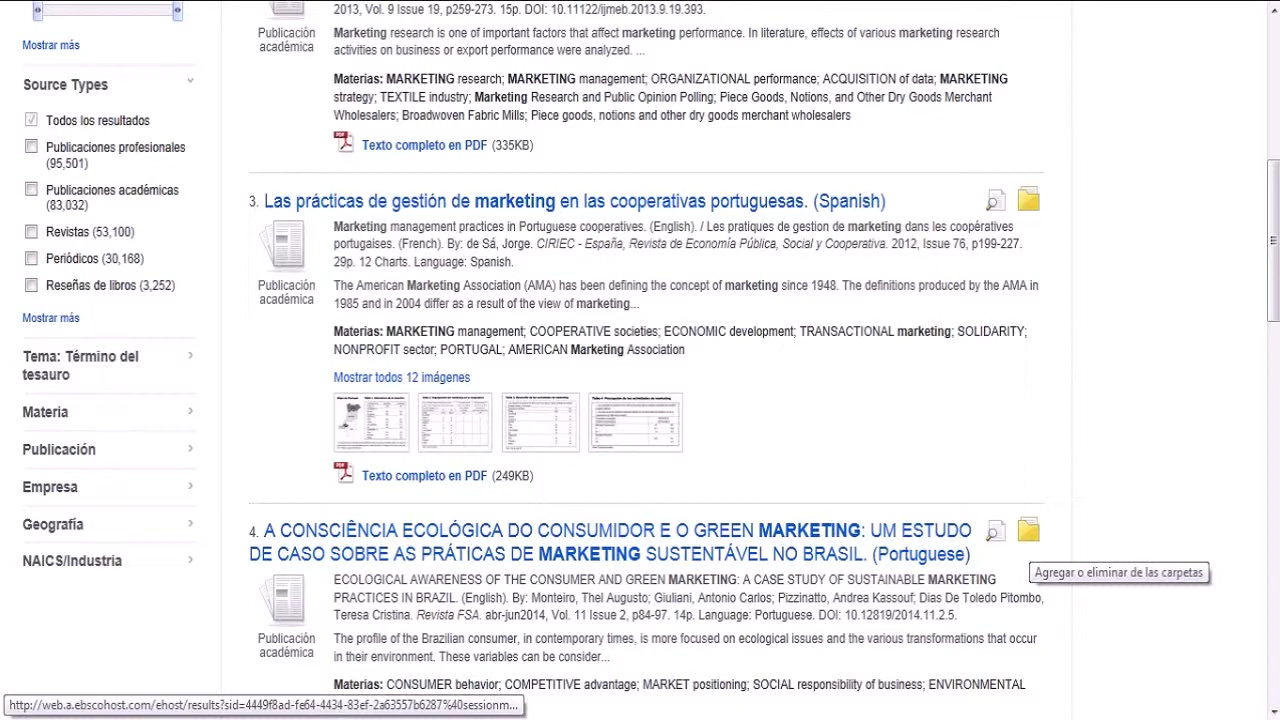 2013, Vol. 9 Issue 19, p259-273. 15p. DOI: 10.11122/ijmeb.2013.9.19.393.
Publicación
académica
Marketing research is one of important factors that affect marketing performance. In literature, effects of various marketing research
activities on business or export performance were analyzed. ...
Materias: MARKETING research; MARKETING management; ORGANIZATIONAL performance; ACQUISITION of data; MARKETING
strategy; TEXTILE industry; Marketing Research and Public Opinion Polling; Piece Goods, Notions, and Other Dry Goods Merchant
Wholesalers; Broadwoven Fabric Mills; Piece goods, notions and other dry goods merchant wholesalers
PDF
Texto completo en PDF (335KB)
Mostrar más
Source Types
Todos los resultados
Publicaciones profesionales
(95,501)
Publicaciones académicas
(83,032)
Revistas (53,100)
Periódicos (30,168)
Reseñas de libros (3,252)
Mostrar más
Tema: Término del
tesauro
Materia
Publicación
Empresa
Geografía
NAICS/Industria
3. Las prácticas de gestión de marketing en las cooperativas portuguesas. (Spanish)
Publicación
académica
Marketing management practices in Portuguese cooperatives. (English). / Les pratiques de gestion de marketing dans les coopératives
portugaises. (French). By: de Sá, Jorge. CIRIEC - España, Revista de Economía Pública, Social y Cooperativa. 2012, Issue 76, p199-227.
29p. 12 Charts. Language: Spanish.
The American Marketing Association (AMA) has been defining the concept of marketing since 1948. The definitions produced by the AMA in
1985 and in 2004 differ as a result of the view of marketing...
Materias: MARKETING management; COOPERATIVE societies; ECONOMIC development; TRANSACTIONAL marketing; SOLIDARITY;
NONPROFIT sector; PORTUGAL; AMERICAN Marketing Association
Mostrar todos 12 imágenes
PDF
Texto completo en PDF (249KB)
4. A CONSCIÊNCIA ECOLÓGICA DO CONSUMIDOR E O GREEN MARKETING: UM ESTUDO
DE CASO SOBRE AS PRÁTICAS DE MARKETING SUSTENTÁVEL NO BRASIL. (Portuguese)
Agregar o eliminar de las carpetas
Publicación
académica
ECOLOGICAL AWARENESS OF THE CONSUMER AND GREEN MARKETING: A CASE STUDY OF SUSTAINABLE MARKETING
PRACTICES IN BRAZIL. (English). By: Monteiro, Thel Augusto; Giuliani, Antonio Carlos; Pizzinatto, Andrea Kassouf; Dias De Toledo Pitombo,
Teresa Cristina. Revista FSA. abr-jun2014, Vol. 11 Issue 2, p84-97. 14p. Language: Portuguese. DOI: 10.12819/2014.11.2.5.
The profile of the Brazilian consumer, in contemporary times, is more focused on ecological issues and the various transformations that occur
in their environment. These variables can be consider...
Materias: CONSUMER behavior; COMPETITIVE advantage; MARKET positioning; SOCIAL responsibility of business; ENVIRONMENTAL
http://web.a.ebscohost.com/ehost/results?sid=4449f8ad-fe64-4434-83ef-2a63557b6287%40sessionm...